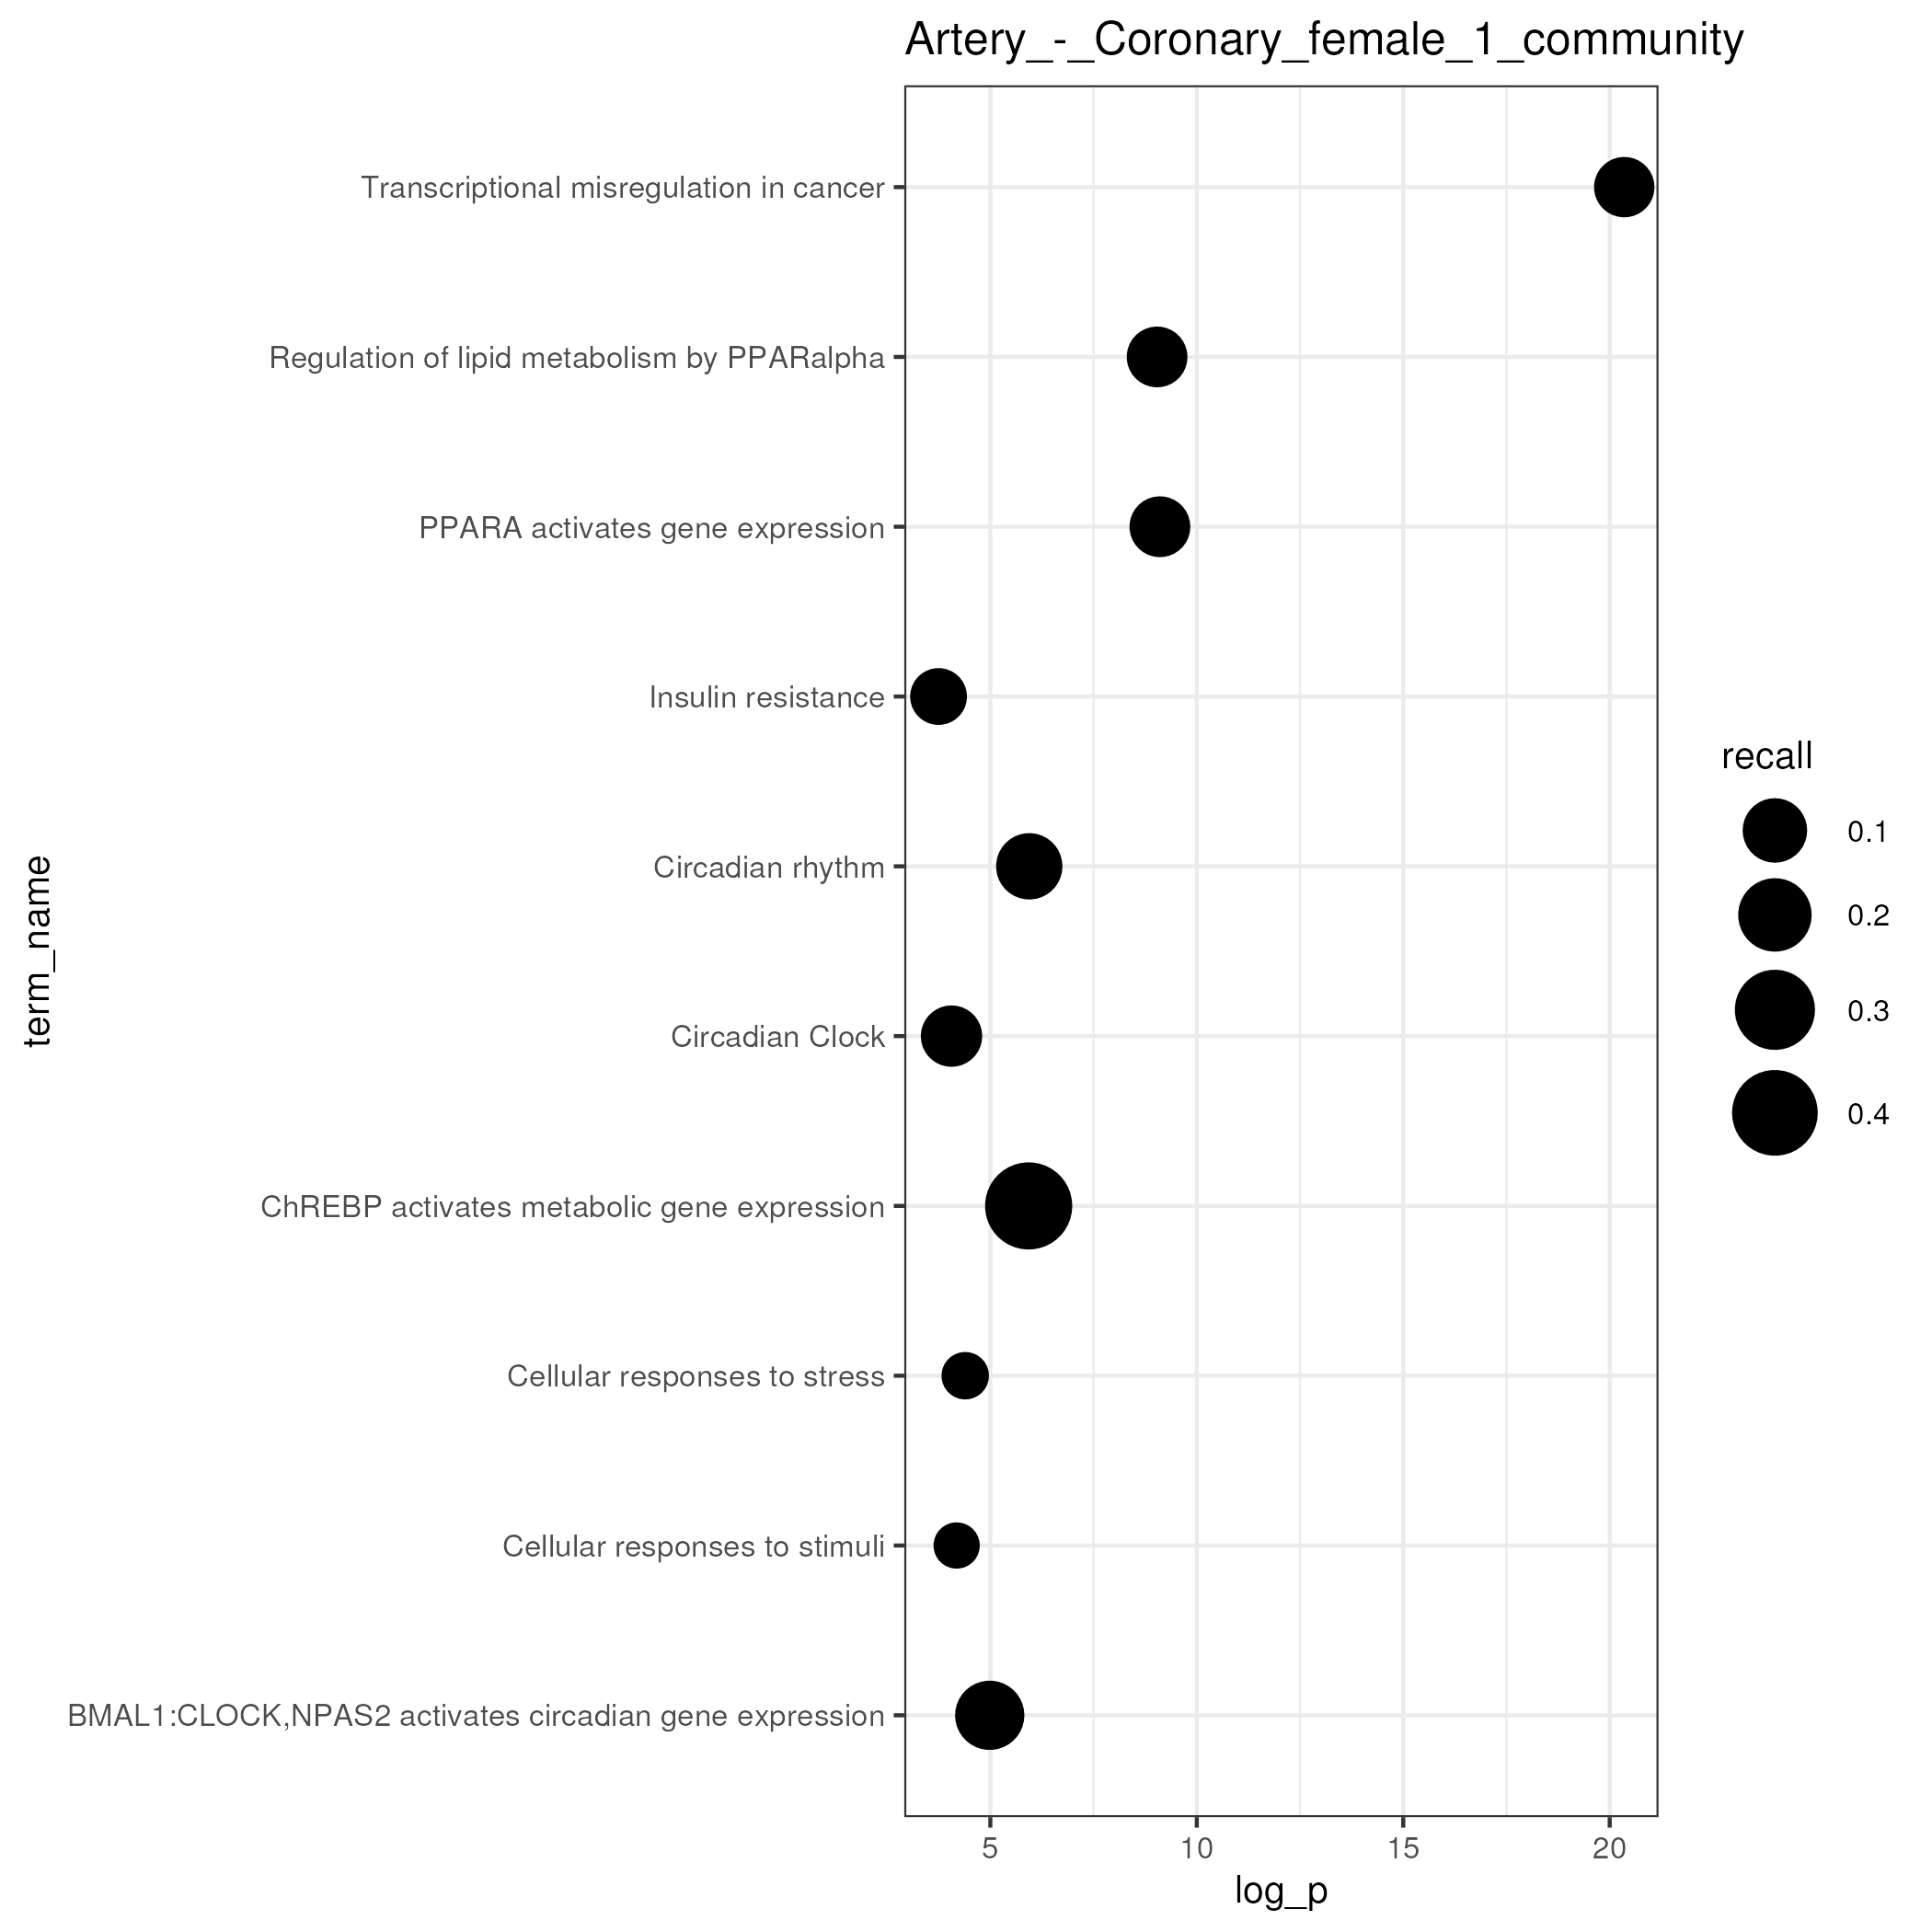 Artery_-_Coronary_female_1_community
Transcriptional misregulation in cancer
Regulation of lipid metabolism by PPARalpha
PPARA activates gene expression
Insulin resistance
Circadian rhythm
Circadian Clock
ChREBP activates metabolic gene expression
Cellular responses to stress
Cellular responses to stimuli
BMAL1:CLOCK,NPAS2 activates circadian gene expression
term_name
5 10 15 20
log_p
recall
0.1
0.2
0.3
0.4